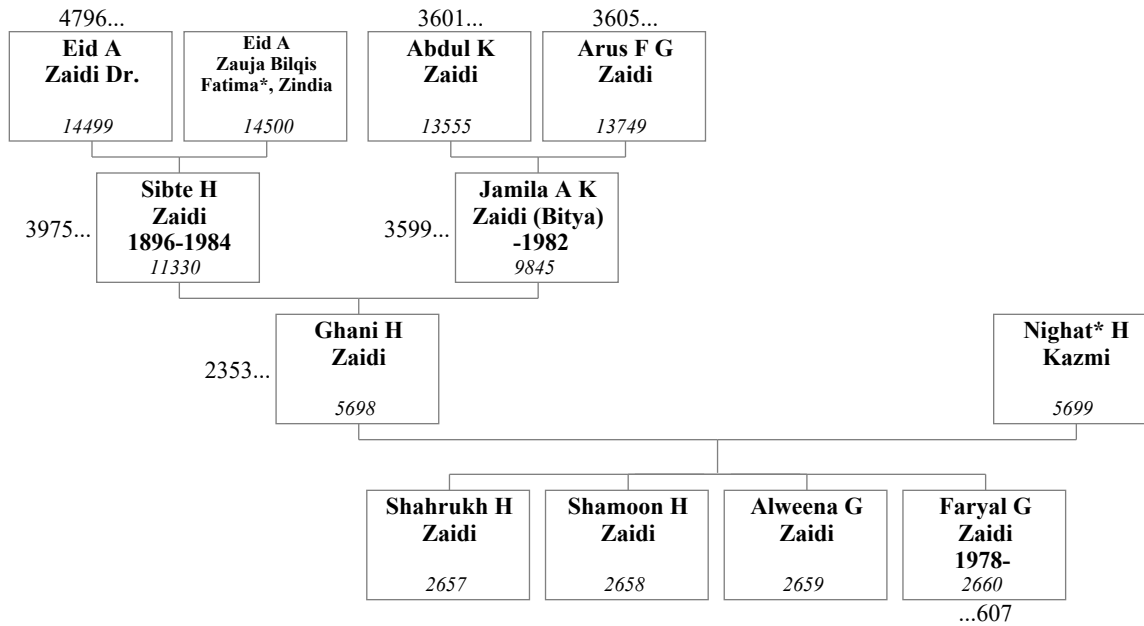 4796...
Eid A
Zaidi Dr.
14499
Eid A
Zauja Bilqis
Fatima*, Zindia
14500
3601...
Abdul K
Zaidi
13555
3605...
Arus F G
Zaidi
13749
3975...
Sibte H
Zaidi
1896-1984
11330
3599...
Jamila A K
Zaidi (Bitya)
-1982
9845
2353...
Ghani H
Zaidi
5698
Nighat* H
Kazmi
5699
Shahrukh H
Zaidi
2657
Shamoon H
Zaidi
2658
Alweena G
Zaidi
2659
Faryal G
Zaidi
1978-
2660
...607